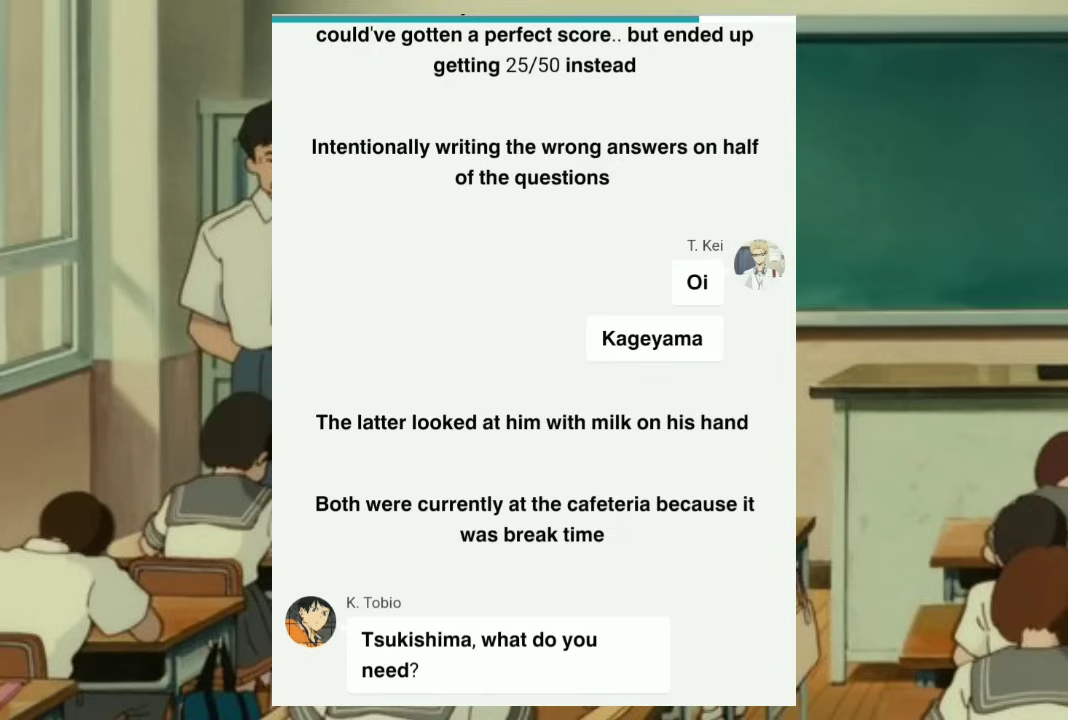 could've gotten a perfect score.. but ended up
getting 25/50 instead
Intentionally writing the wrong answers on half
of the questions
T. Kei
Oi
Kageyama
The latter looked at him with milk on his hand
Both were currently at the cafeteria because it
was break time
K. Tobio
Tsukishima, what do you
need?